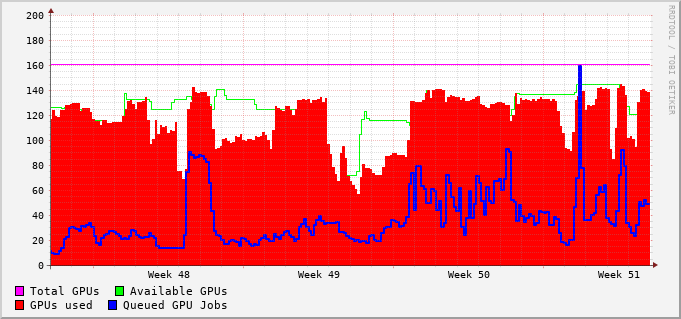 200
180
160
140
120
100
80
60
40
20
0
Week 48 Week 49 Week 50 Week 51
Total GPUs Available GPUs
GPUs used Queued GPU Jobs
RRDTOOL / TOBI OETIKER